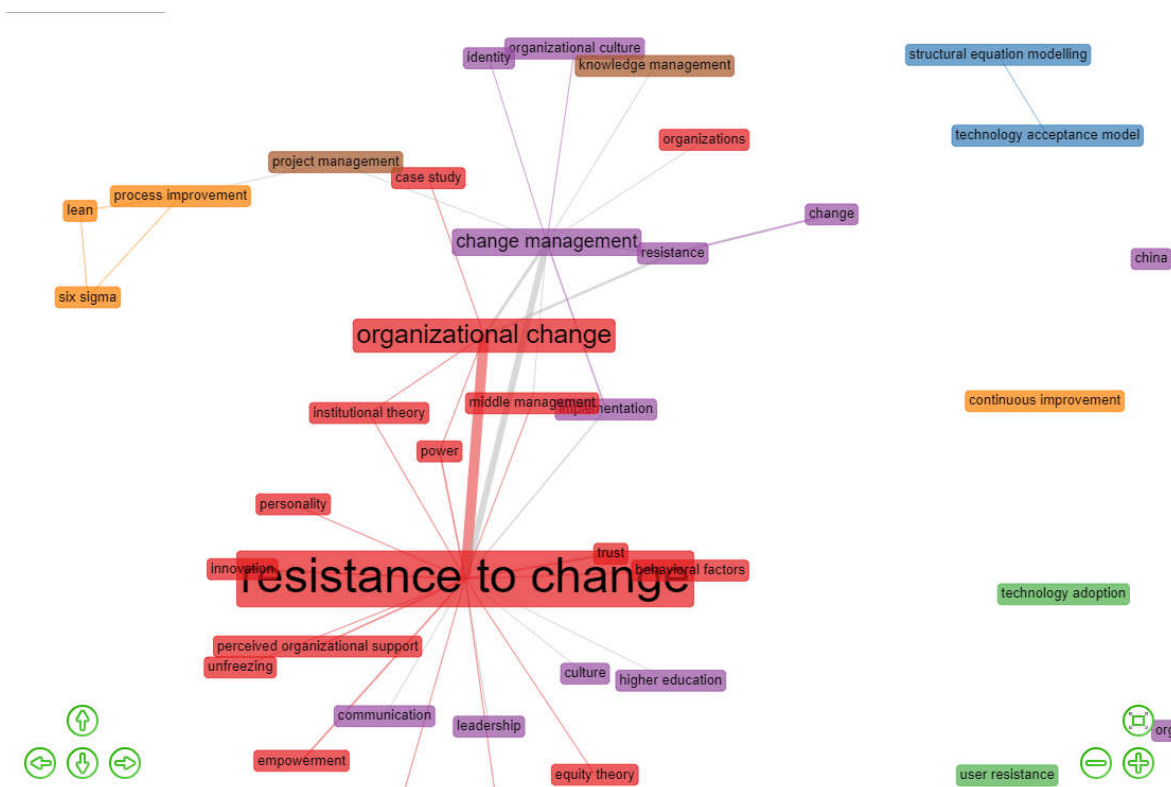 organizational culture
identity
structural equation modelling
knowledge management
technology acceptance model
organizations
project management
case study
process improvement
lean
change
change management
resistance
china
six sigma
organizational change
continuous improvement
middle management
implementation
institutional theory
power
personality
trust
innovation
behavioral factors
resistance to change
technology adoption
perceived organizational support
unfreezing
culture
higher education
communication
leadership
org
empowerment
equity theory
user resistance